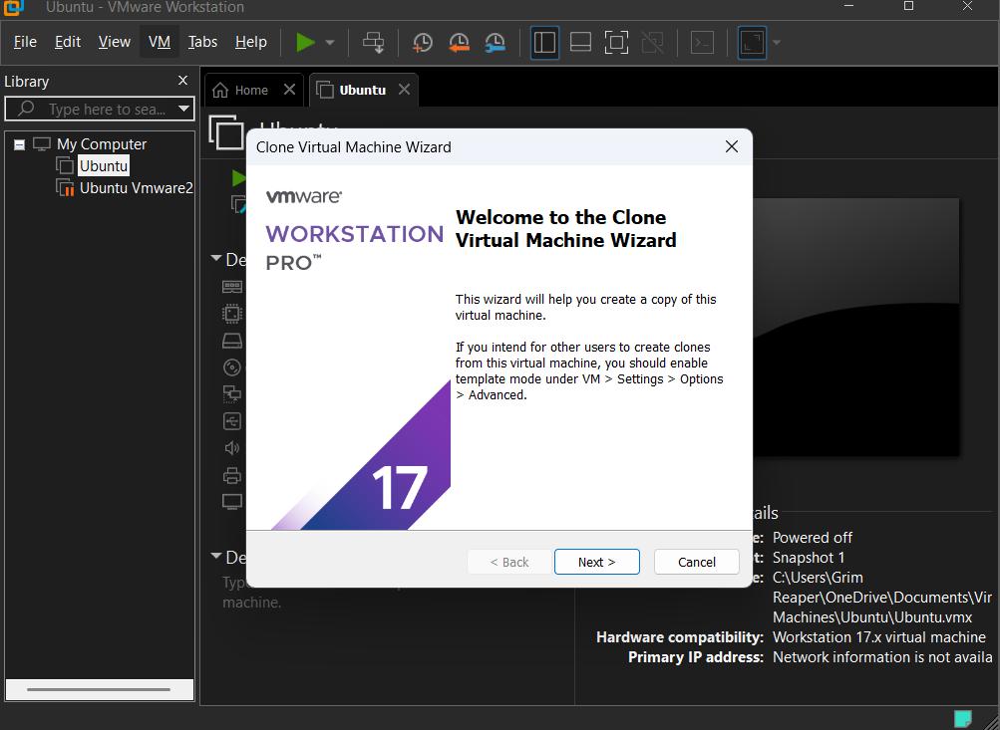 Ubuntu - VMware Workstation
File Edit View VM Tabs Help
Library
Type here to sea...
Home
Ubuntu
My Computer
Ubuntu
Ubuntu Vmware2
Clone Virtual Machine Wizard
vmware®
WORKSTATION
PRO™
17
Welcome to the Clone
Virtual Machine Wizard
This wizard will help you create a copy of this
virtual machine.
If you intend for other users to create clones
from this virtual machine, you should enable
template mode under VM > Settings > Options
> Advanced.
< Back
Next >
Cancel
De
De
Typ
machine.
ails
e: Powered off
t: Snapshot 1
e: C:\Users\Grim
Reaper\OneDrive\Documents\Vir
Machines\Ubuntu\Ubuntu.vmx
Hardware compatibility: Workstation 17.x virtual machine
Primary IP address: Network information is not availa